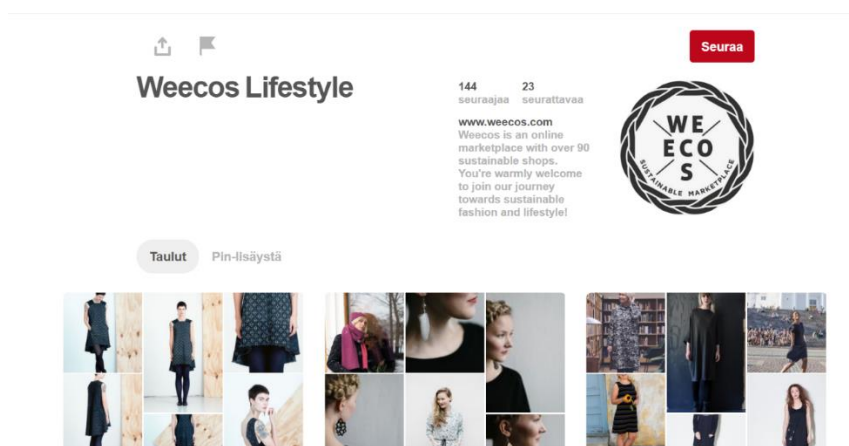 Seuraa
Weecos Lifestyle
144 23
seuraajaa seurattavaa
www.weecos.com
Weecos is an online
marketplace with over 90
sustainable shops.
You're warmly welcome
to join our journey
towards sustainable
fashion and lifestyle!
WE
ECO
S
SUSTAINABLE MARKETPLACE
Taulut Pin-lisäystä